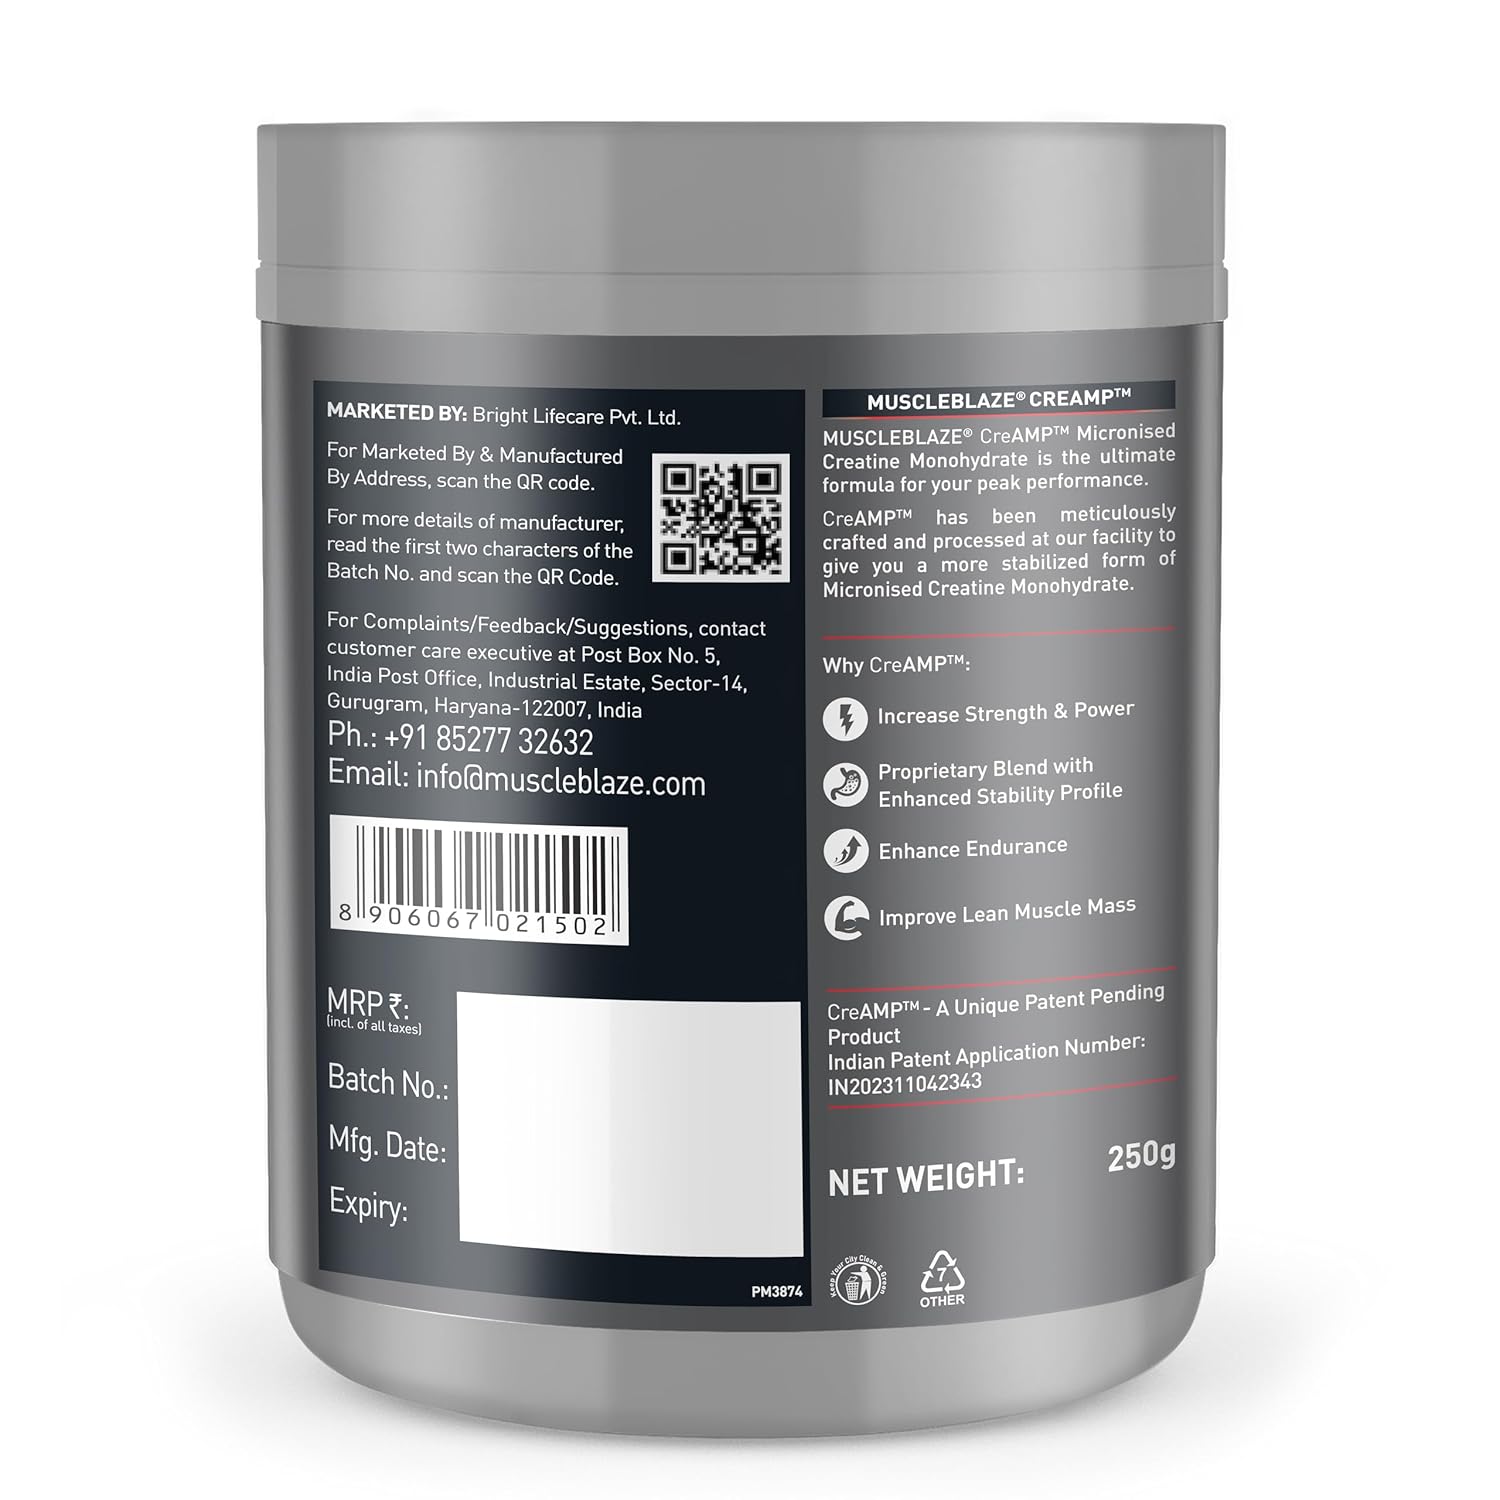 MARKETED BY: Bright Lifecare Pvt. Ltd.
For Marketed By & Manufactured
By Address, scan the QR code.
For more details of manufacturer,
read the first two characters of the
Batch No. and scan the QR Code.
For Complaints/Feedback/Suggestions, contact
customer care executive at Post Box No. 5,
India Post Office, Industrial Estate, Sector-14,
Gurugram, Haryana-122007, India
Ph.: +91 85277 32632
Email: info@muscleblaze.com
8 906067 021502
MRP ₹:
(incl. of all taxes)
Batch No.:
Mfg. Date:
Expiry:
PM3874
MUSCLEBLAZE® CREAMP™
MUSCLEBLAZE® CreAMP™ Micronised
Creatine Monohydrate is the ultimate
formula for your peak performance.
CreAMP™ has been meticulously
crafted and processed at our facility to
give you a more stabilized form of
Micronised Creatine Monohydrate.
Why CreAMP™:
Increase Strength & Power
Proprietary Blend with
Enhanced Stability Profile
Enhance Endurance
Improve Lean Muscle Mass
CreAMP™ - A Unique Patent Pending
Product
Indian Patent Application Number:
IN202311042343
NET WEIGHT: 250g
Keep Your City Clean & Green
7
OTHER